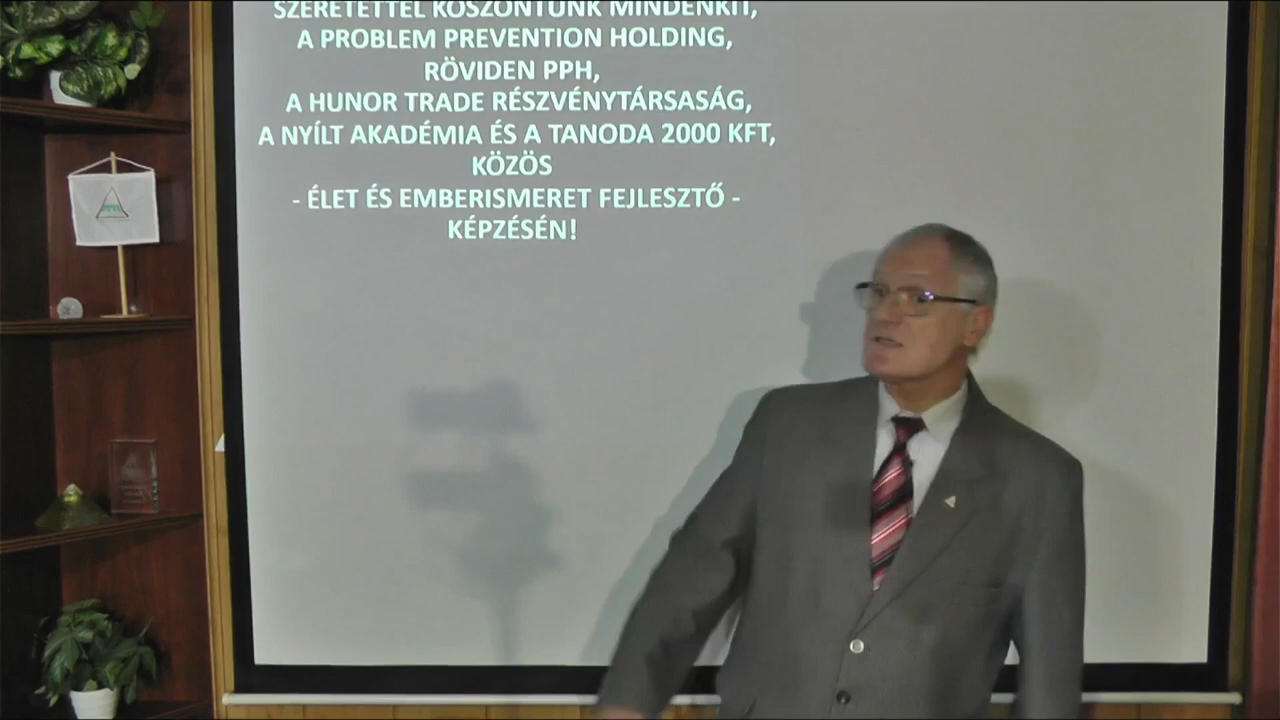 SZERETETTEL KÖSZÖNTÜNK MINDENKIT,
A PROBLEM PREVENTION HOLDING,
RÖVIDEN PPH,
A HUNOR TRADE RÉSZVÉNYTÁRSASÁG,
A NYÍLT AKADÉMIA ÉS A TANODA 2000 KFT,
KÖZÖS
- ÉLET ÉS EMBERISMERET FEJLESZTŐ -
KÉPZÉSÉN!